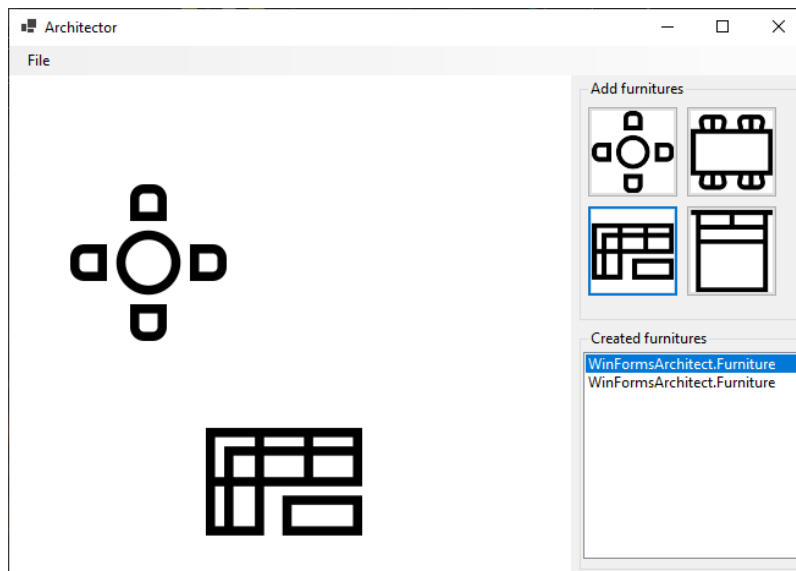 Architector
File
Add furnitures
Created furnitures
WinFormsArchitect.Furniture
WinFormsArchitect.Furniture